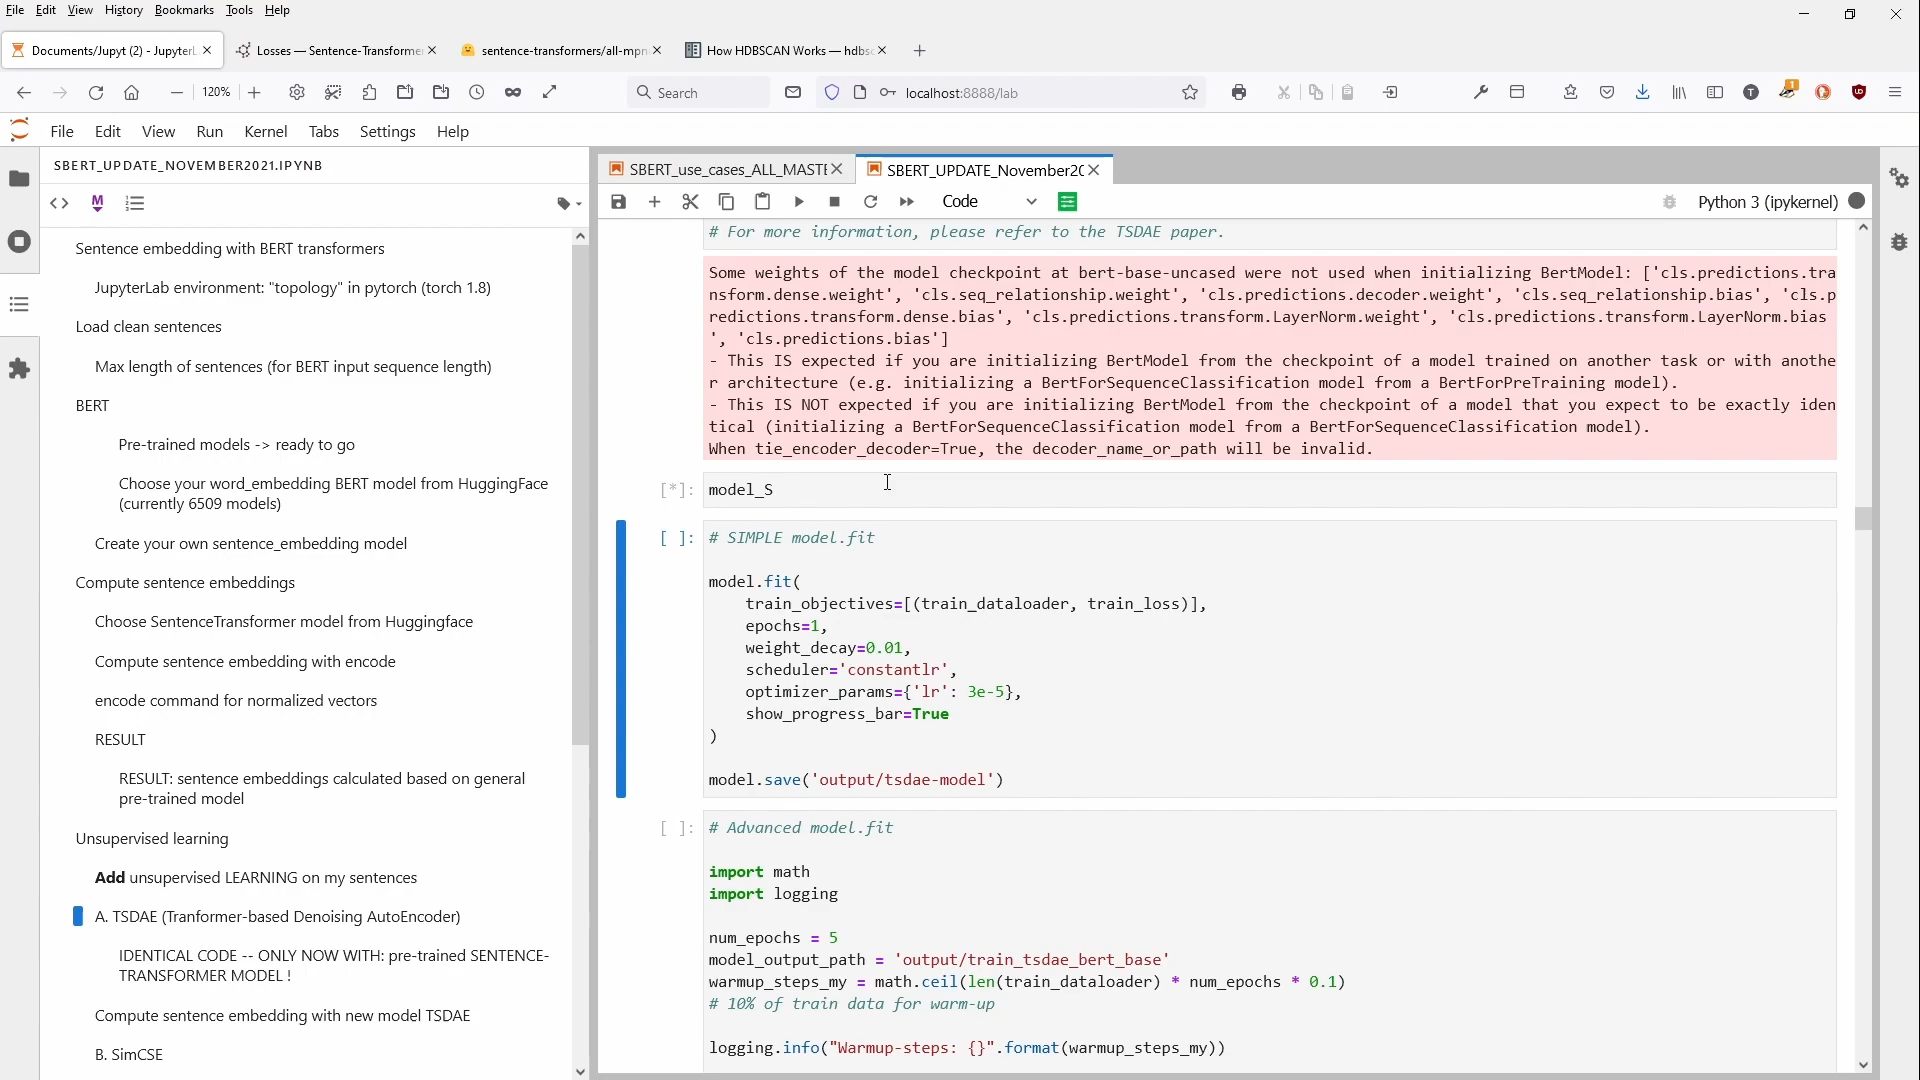 File Edit View History Bookmarks Tools Help
Documents/Jupyt (2) - JupyterL
Losses — Sentence-Transforme
sentence-transformers/all-mpn
How HDBSCAN Works — hdbsc
120%
Search
localhost:8888/lab
File Edit View Run Kernel Tabs Settings Help
SBERT_UPDATE_NOVEMBER2021.IPYNB
Sentence embedding with BERT transformers
JupyterLab environment: "topology" in pytorch (torch 1.8)
Load clean sentences
Max length of sentences (for BERT input sequence length)
BERT
Pre-trained models -> ready to go
Choose your word_embedding BERT model from HuggingFace
(currently 6509 models)
Create your own sentence_embedding model
Compute sentence embeddings
Choose SentenceTransformer model from Huggingface
Compute sentence embedding with encode
encode command for normalized vectors
RESULT
RESULT: sentence embeddings calculated based on general
pre-trained model
Unsupervised learning
Add unsupervised LEARNING on my sentences
A. TSDAE (Tranformer-based Denoising AutoEncoder)
IDENTICAL CODE -- ONLY NOW WITH: pre-trained SENTENCE-
TRANSFORMER MODEL !
Compute sentence embedding with new model TSDAE
B. SimCSE
SBERT_use_cases_ALL_MASTE
SBERT_UPDATE_November20
Code
Python 3 (ipykernel)
# For more information, please refer to the TSDAE paper.
Some weights of the model checkpoint at bert-base-uncased were not used when initializing BertModel: ['cls.predictions.tra
nsform.dense.weight', 'cls.seq_relationship.weight', 'cls.predictions.decoder.weight', 'cls.seq_relationship.bias', 'cls.p
redictions.transform.dense.bias', 'cls.predictions.transform.LayerNorm.weight', 'cls.predictions.transform.LayerNorm.bias
', 'cls.predictions.bias']
- This IS expected if you are initializing BertModel from the checkpoint of a model trained on another task or with anothe
r architecture (e.g. initializing a BertForSequenceClassification model from a BertForPreTraining model).
- This IS NOT expected if you are initializing BertModel from the checkpoint of a model that you expect to be exactly iden
tical (initializing a BertForSequenceClassification model from a BertForSequenceClassification model).
When tie_encoder_decoder=True, the decoder_name_or_path will be invalid.
[*]: model_S
[ ]: # SIMPLE model.fit
model.fit(
train_objectives=[(train_dataloader, train_loss)],
epochs=1,
weight_decay=0.01,
scheduler='constantlr',
optimizer_params={'lr': 3e-5},
show_progress_bar=True
)
model.save('output/tsdae-model')
[ ]: # Advanced model.fit
import math
import logging
num_epochs = 5
model_output_path = 'output/train_tsdae_bert_base'
warmup_steps_my = math.ceil(len(train_dataloader) * num_epochs * 0.1)
# 10% of train data for warm-up
logging.info("Warmup-steps: {}".format(warmup_steps_my))